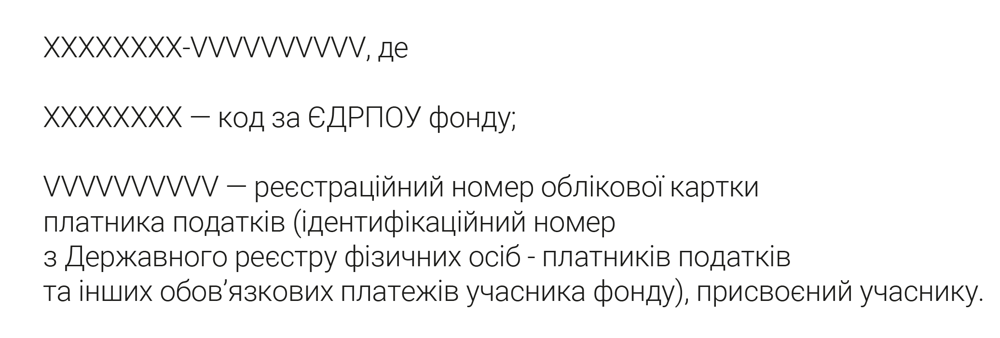 XXXXXXXX-VVVVVVVVVV, де
XXXXXXXX — код за ЄДРПОУ фонду;
VVVVVVVVVV — реєстраційний номер облікової картки
платника податків (ідентифікаційний номер
з Державного реєстру фізичних осіб - платників податків
та інших обов’язкових платежів учасника фонду), присвоєний учаснику.